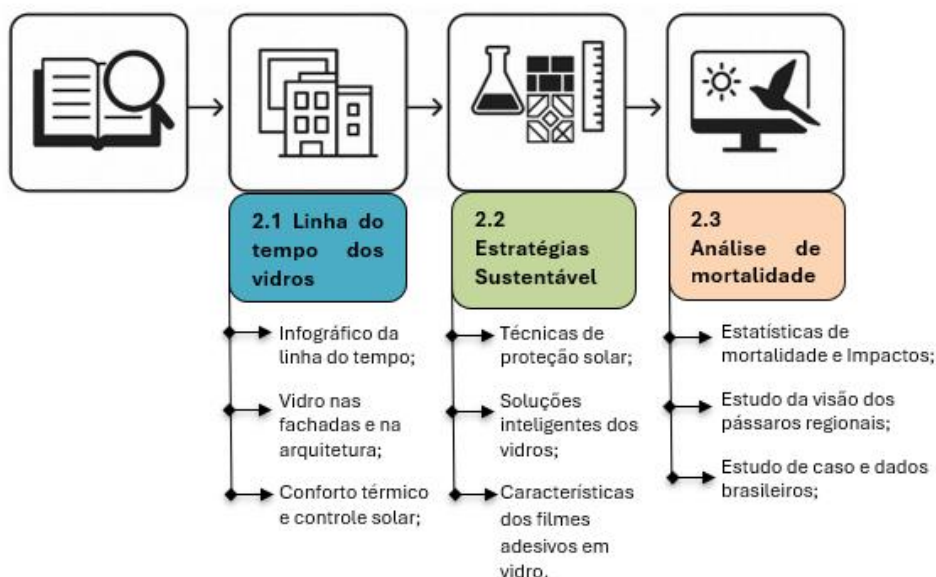 2.1 Linha do
tempo dos
vidros
Infográfico da
linha do tempo;
Vidro nas
fachadas e na
arquitetura;
Conforto térmico
e controle solar;
2.2
Estratégias
Sustentável
Técnicas de
proteção solar;
Soluções
inteligentes dos
vidros;
Características
dos filmes
adesivos em
vidro.
2.3
Análise de
mortalidade
Estatísticas de
mortalidade e Impactos;
Estudo da visão dos
pássaros regionais;
Estudo de caso e dados
brasileiros;